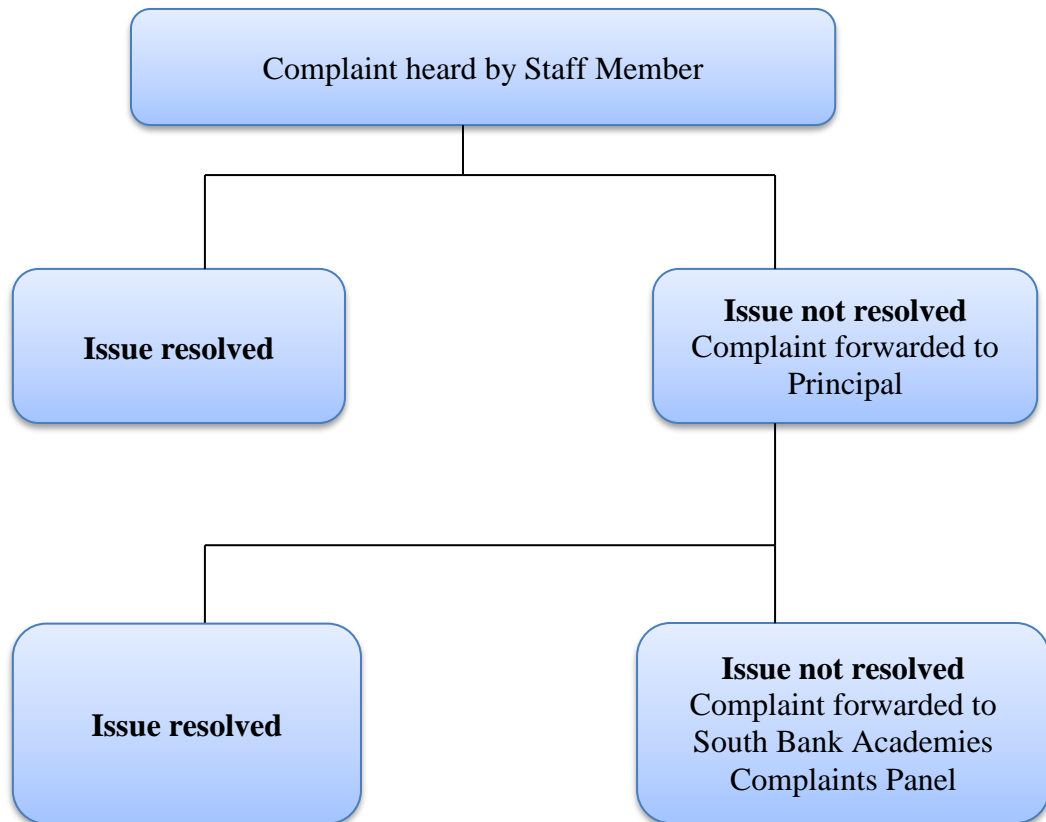 Complaint heard by Staff Member
Issue resolved
Issue not resolved
Complaint forwarded to
Principal
Issue resolved
Issue not resolved
Complaint forwarded to
South Bank Academies
Complaints Panel